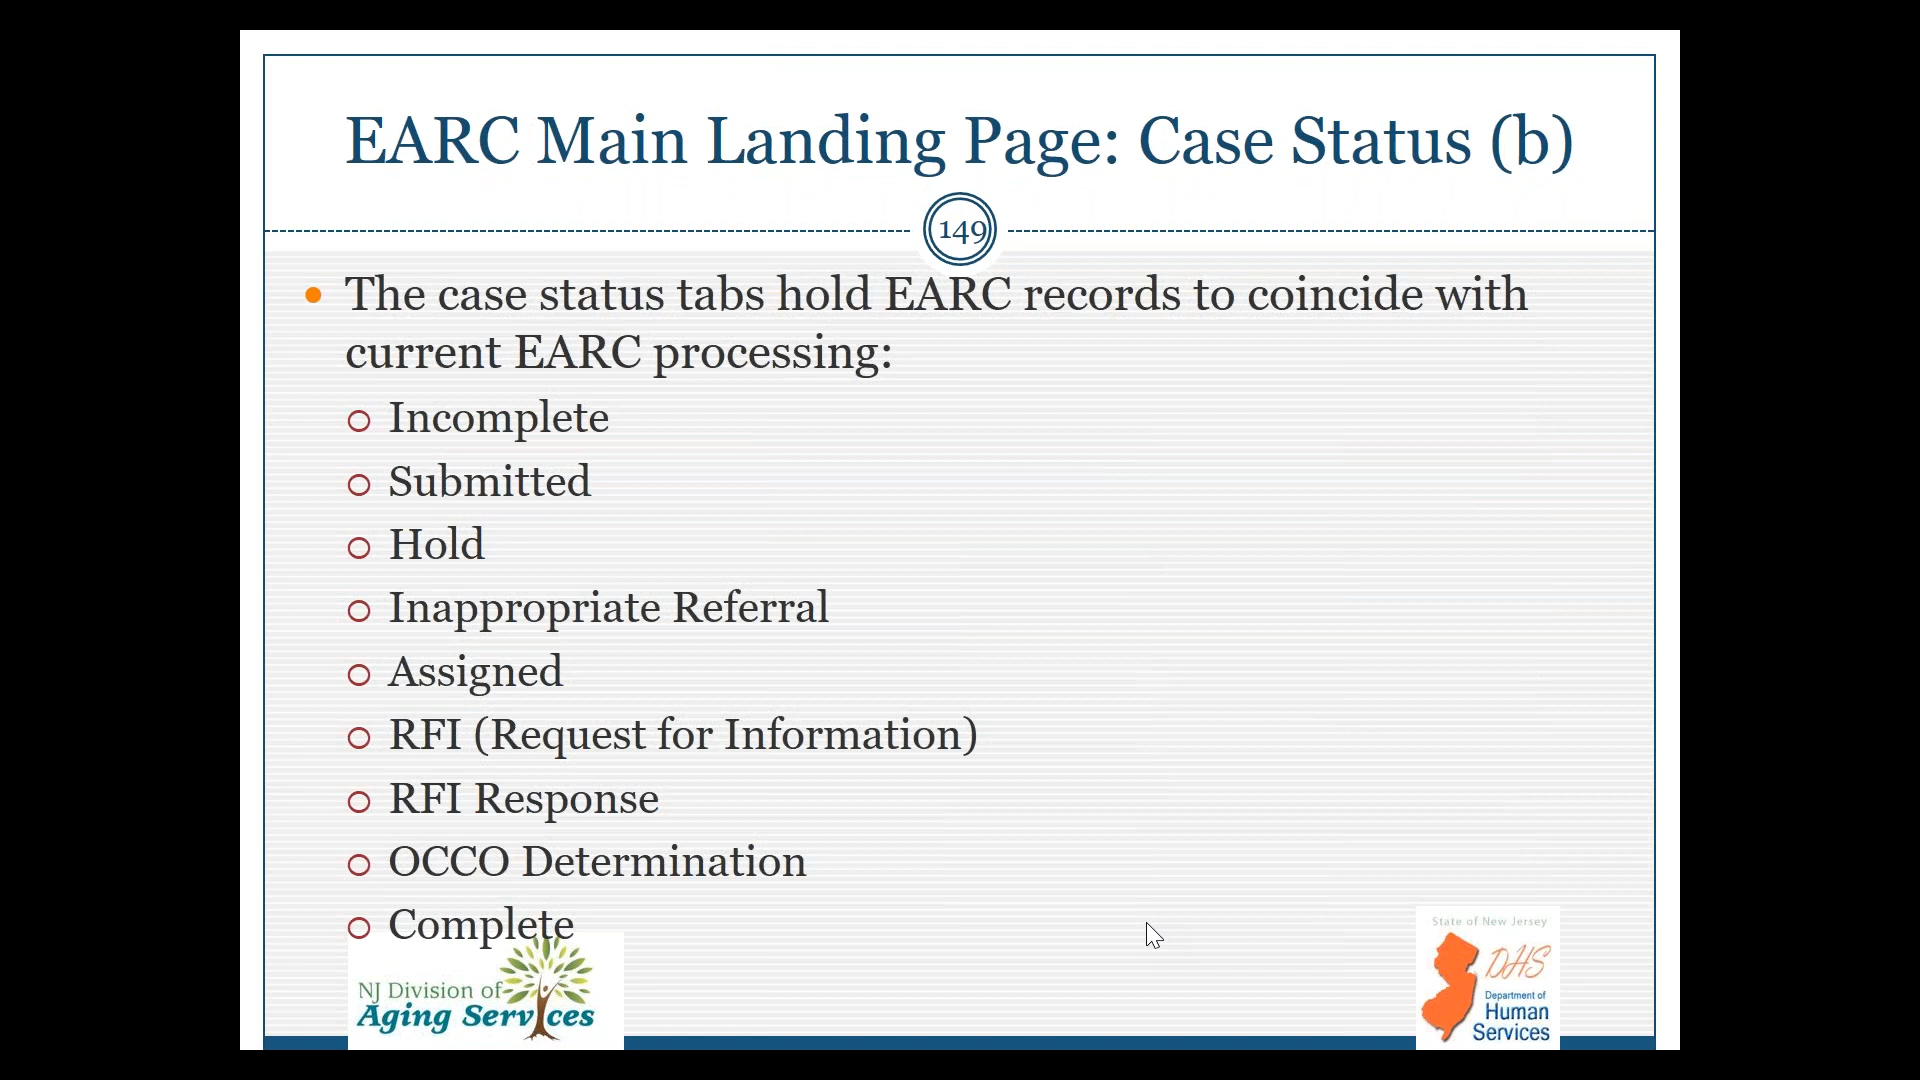 EARC Main Landing Page: Case Status (b)
149
The case status tabs hold EARC records to coincide with
current EARC processing:
Incomplete
Submitted
Hold
Inappropriate Referral
Assigned
RFI (Request for Information)
RFI Response
OCCO Determination
Complete
NJ Division of
Aging Services
State of New Jersey
DHS
Department of
Human
Services